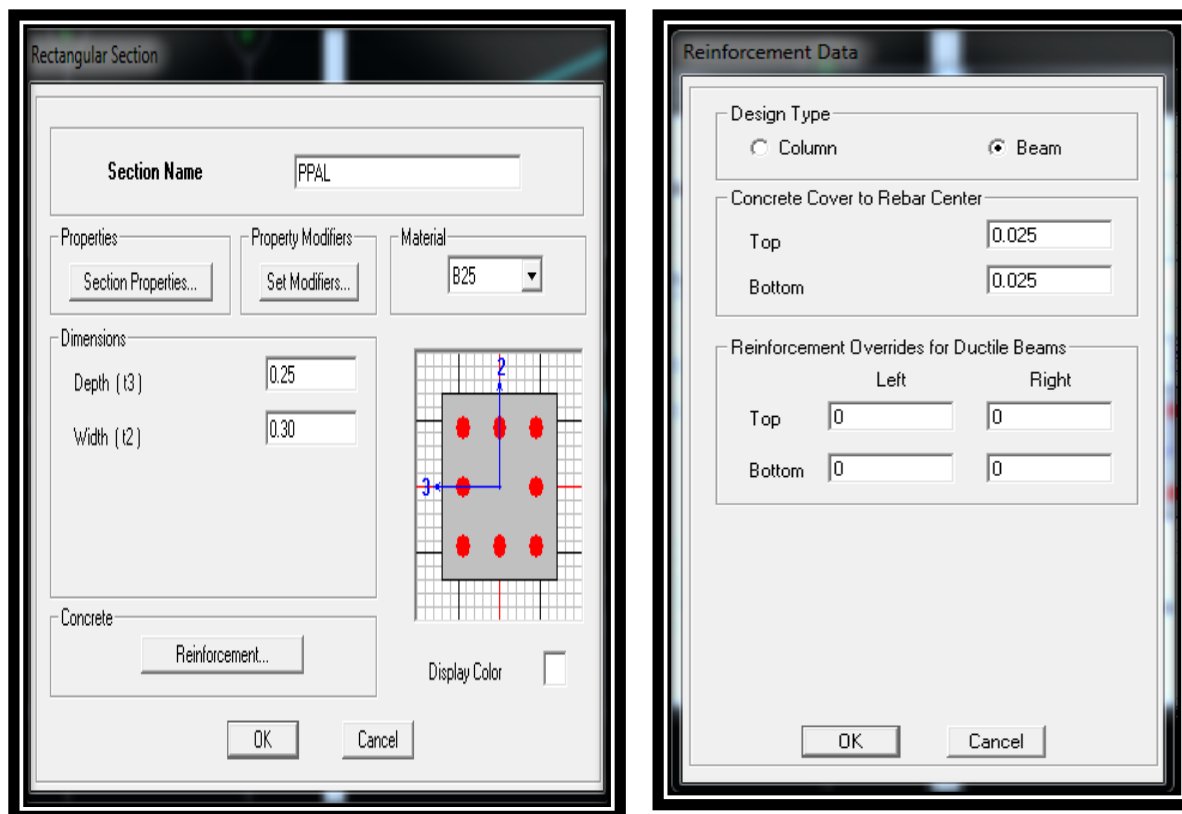 Rectangular Section
Section Name PPAL
Properties
Section Properties...
Property Modifiers
Set Modifiers...
Material
B25
Dimensions
Depth ( t3 ) 0.25
Width ( t2 ) 0.30
2
3
Concrete
Reinforcement...
Display Color
OK Cancel
Reinforcement Data
Design Type
Column Beam
Concrete Cover to Rebar Center
Top 0.025
Bottom 0.025
Reinforcement Overrides for Ductile Beams
Left Right
Top 0 0
Bottom 0 0
OK Cancel